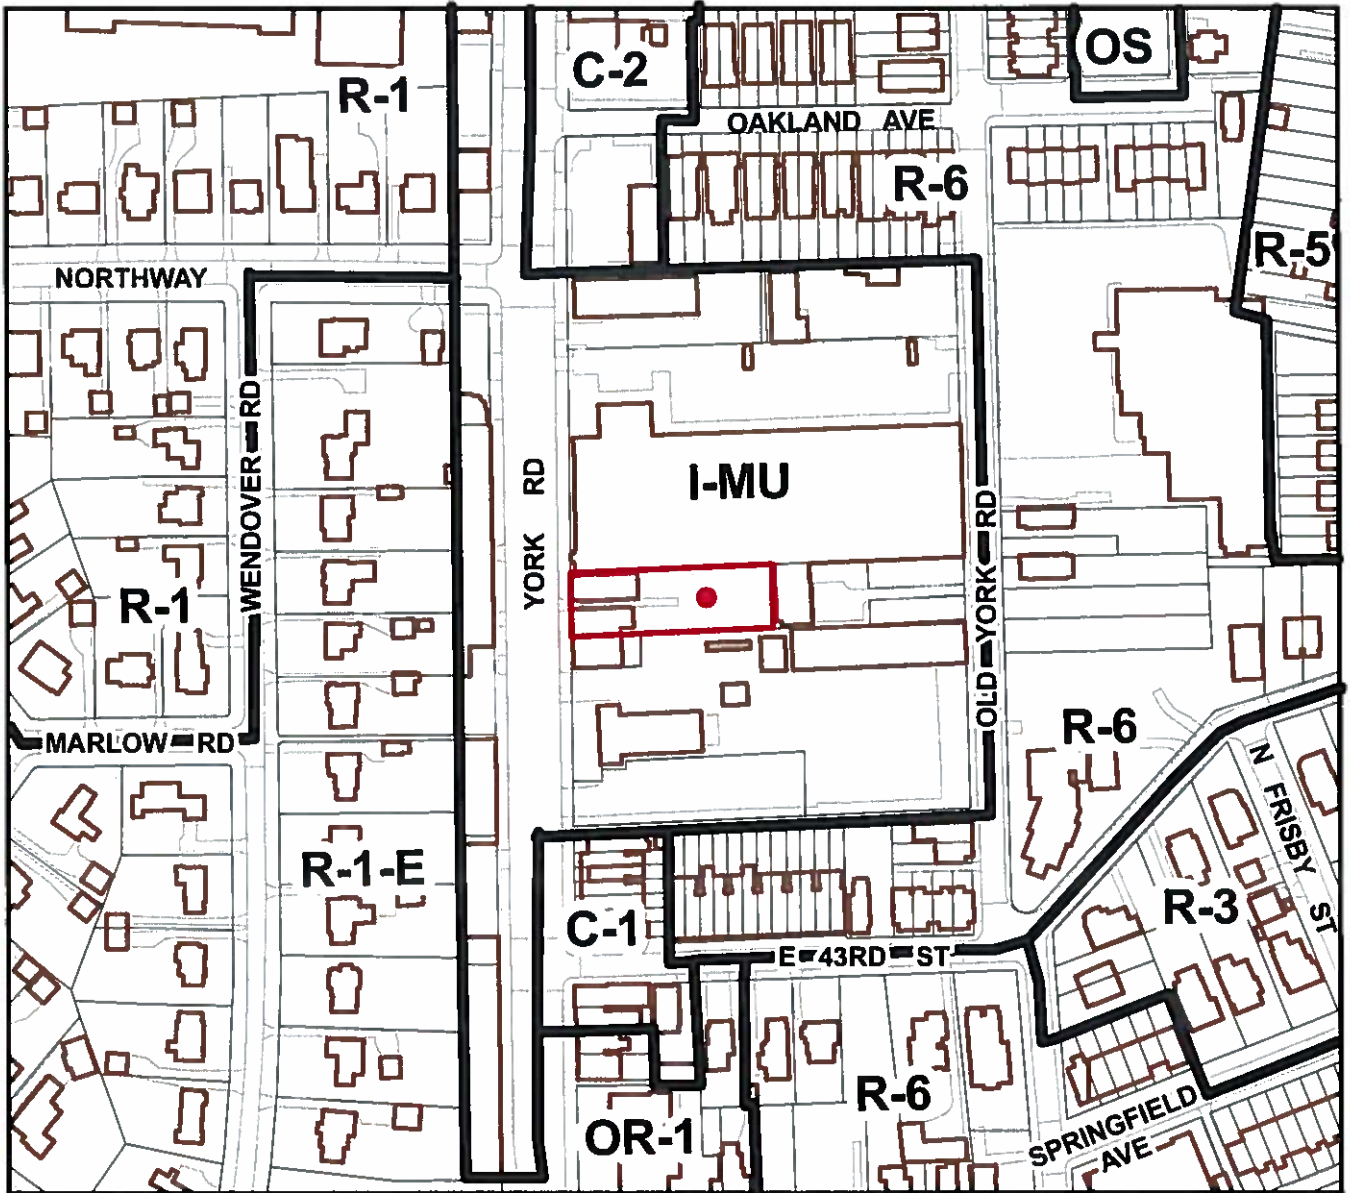 OS
C-2
R-1
OAKLAND AVE
R-6
R-5
NORTHWAY
WENDOVER RD
YORK RD
I-MU
OLD YORK RD
R-1
R-6
MARLOW RD
N FRISBY ST
R-1-E
R-3
C-1
E 43RD ST
R-6
OR-1
SPRINGFIELD
AVE